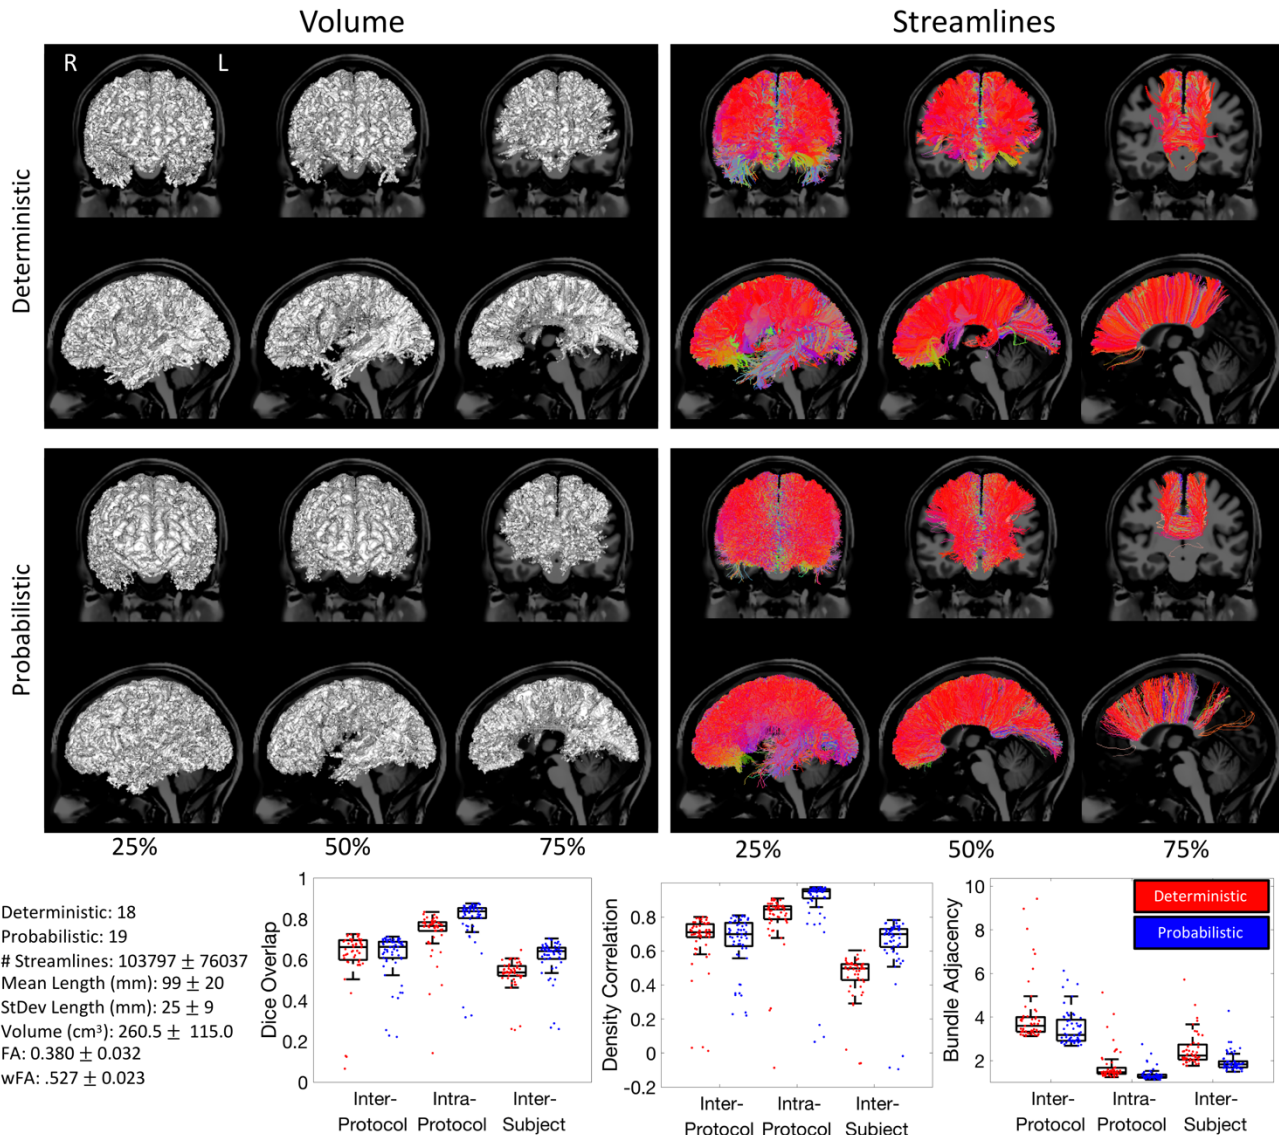 Volume
Streamlines
R L
Deterministic
Probabilistic
25% 50% 75%
25% 50% 75%
Deterministic: 18
Probabilistic: 19
# Streamlines: 103797 ± 76037
Mean Length (mm): 99 ± 20
StDev Length (mm): 25 ± 9
Volume (cm³): 260.5 ± 115.0
FA: 0.380 ± 0.032
wFA: .527 ± 0.023
Dice Overlap
1
0.8
0.6
0.4
0.2
0
Inter-Protocol
Intra-Protocol
Inter-Subject
Density Correlation
0.8
0.6
0.4
0.2
0
-0.2
Inter-Protocol
Intra-Protocol
Inter-Subject
Bundle Adjacency
10
8
6
4
2
Deterministic
Probabilistic
Inter-Protocol
Intra-Protocol
Inter-Subject